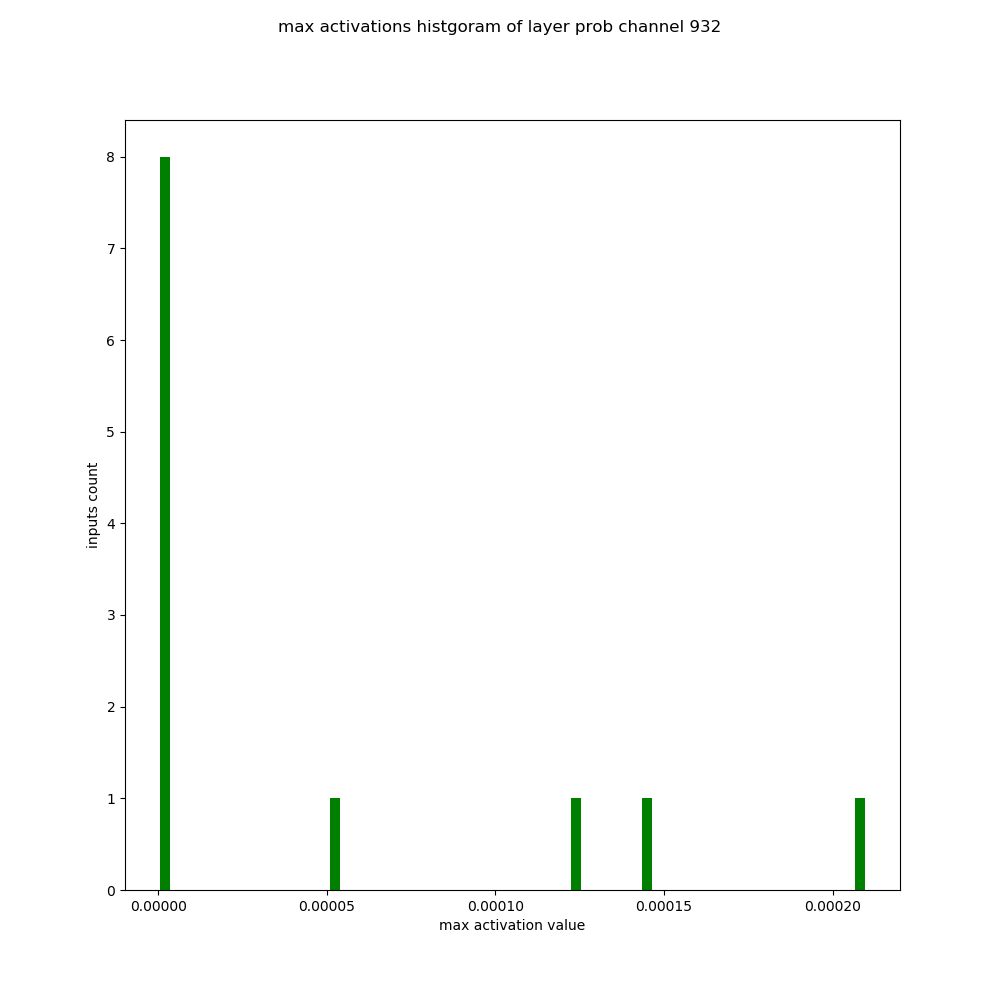 max activations histgoram of layer prob channel 932
8
7
6
5
4
3
2
1
0
inputs count
0.00000 0.00005 0.00010 0.00015 0.00020
max activation value